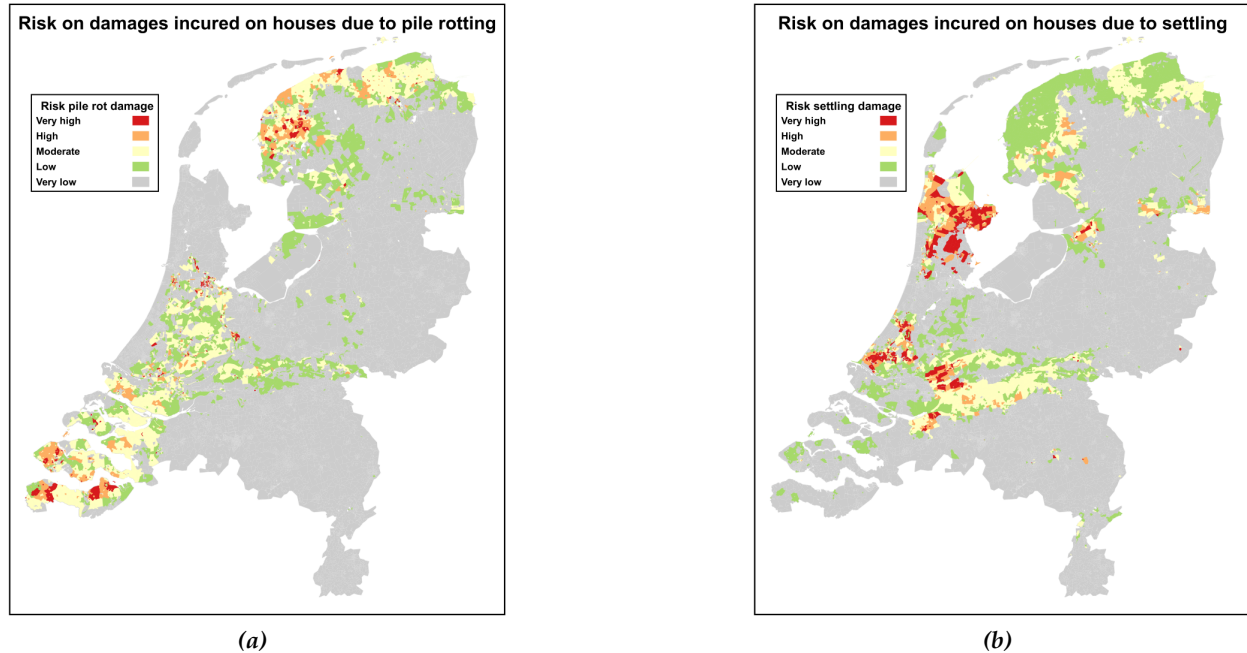 Risk on damages incured on houses due to pile rotting
Risk pile rot damage
Very high
High
Moderate
Low
Very low
(a)
Risk on damages incured on houses due to settling
Risk settling damage
Very high
High
Moderate
Low
Very low
(b)